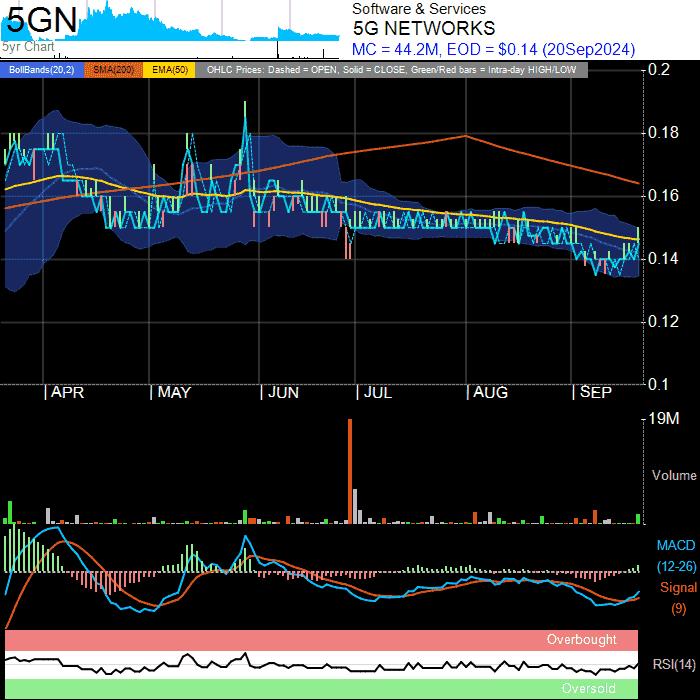 5GN
5yr Chart
Software & Services
5G NETWORKS
MC = 44.2M, EOD = $0.14 (20Sep2024)
BollBands(20,2) SMA(200) EMA(50) OHLC Prices: Dashed = OPEN, Solid = CLOSE, Green/Red bars = Intra-day HIGH/LOW
0.2
0.18
0.16
0.14
0.12
0.1
APR MAY JUN JUL AUG SEP
19M
Volume
MACD
(12-26)
Signal
(9)
Overbought
RSI(14)
Oversold